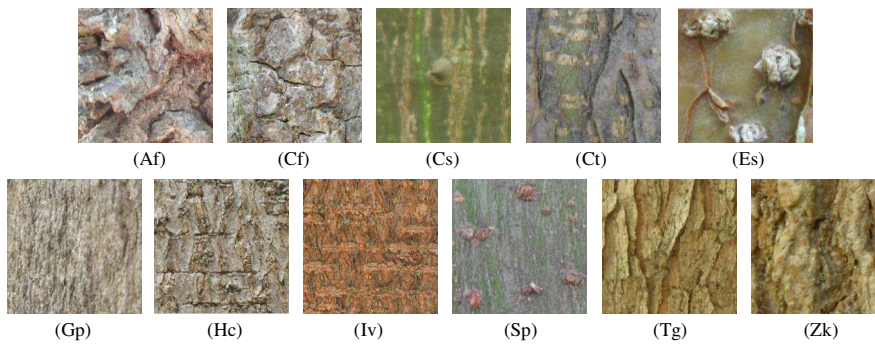 (Af) (Cf) (Cs) (Ct) (Es)
(Gp) (Hc) (Iv) (Sp) (Tg) (Zk)